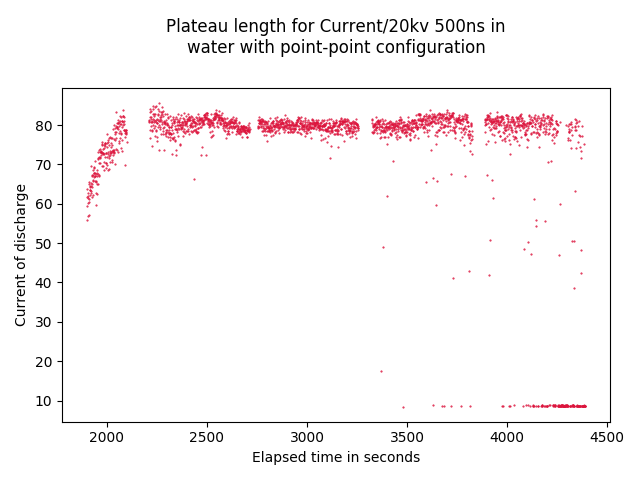 Plateau length for Current/20kv 500ns in
water with point-point configuration
Current of discharge
80
70
60
50
40
30
20
10
2000 2500 3000 3500 4000 4500
Elapsed time in seconds